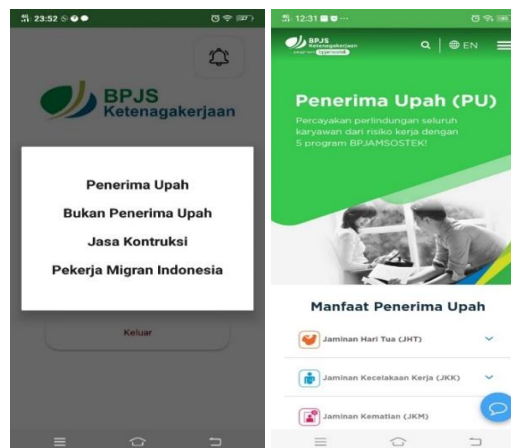 23:52
BPJS
Ketenagakerjaan
Penerima Upah
Bukan Penerima Upah
Jasa Kontruksi
Pekerja Migran Indonesia
Keluar
12:31
BPJS
Ketenagakerjaan
EN
Penerima Upah (PU)
Percayakan perlindungan seluruh
karyawan dari risiko kerja dengan
5 program BPJAMSOSTEK!
Manfaat Penerima Upah
Jaminan Hari Tua (JHT)
Jaminan Kecelakaan Kerja (JKK)
Jaminan Kematian (JKM)